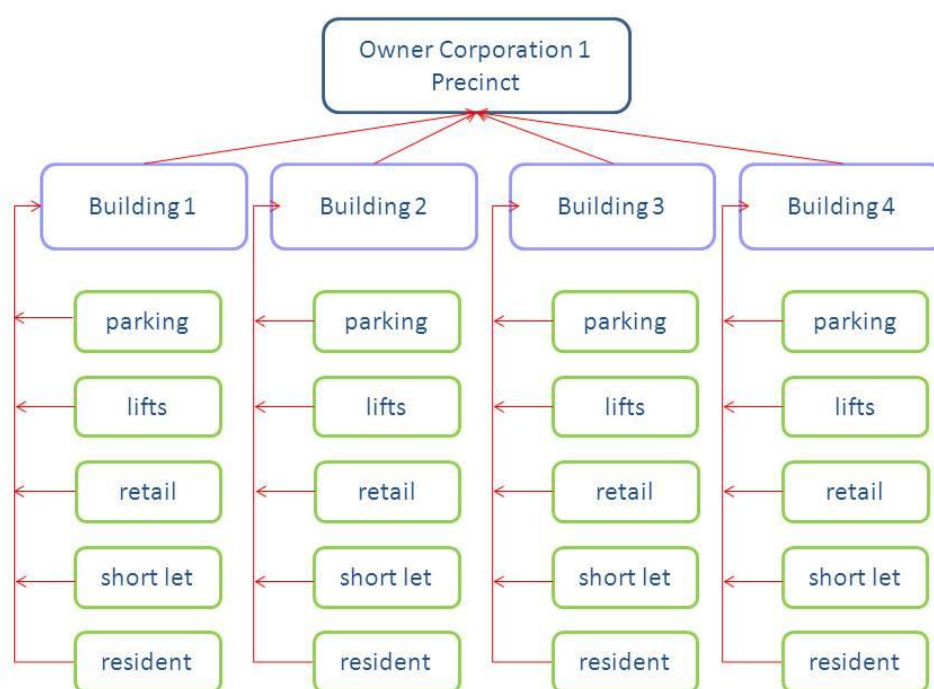 Owner Corporation 1
Precinct
Building 1
Building 2
Building 3
Building 4
parking
parking
parking
parking
lifts
lifts
lifts
lifts
retail
retail
retail
retail
short let
short let
short let
short let
resident
resident
resident
resident